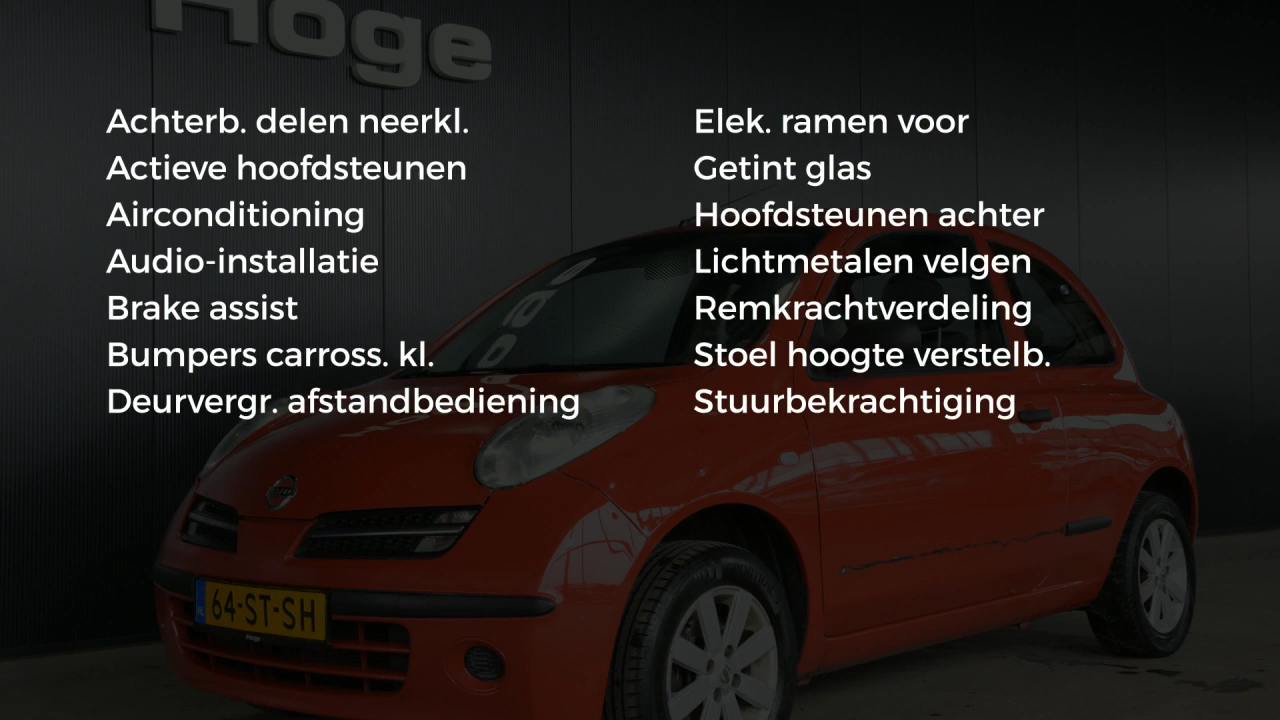 Hoge
Achterb. delen neerkl.
Actieve hoofdsteunen
Airconditioning
Audio-installatie
Brake assist
Bumpers carross. kl.
Deurvergr. afstandbediening
Elek. ramen voor
Getint glas
Hoofdsteunen achter
Lichtmetalen velgen
Remkrachtverdeling
Stoel hoogte verstelb.
Stuurbekrachtiging
NL 64-ST-SH